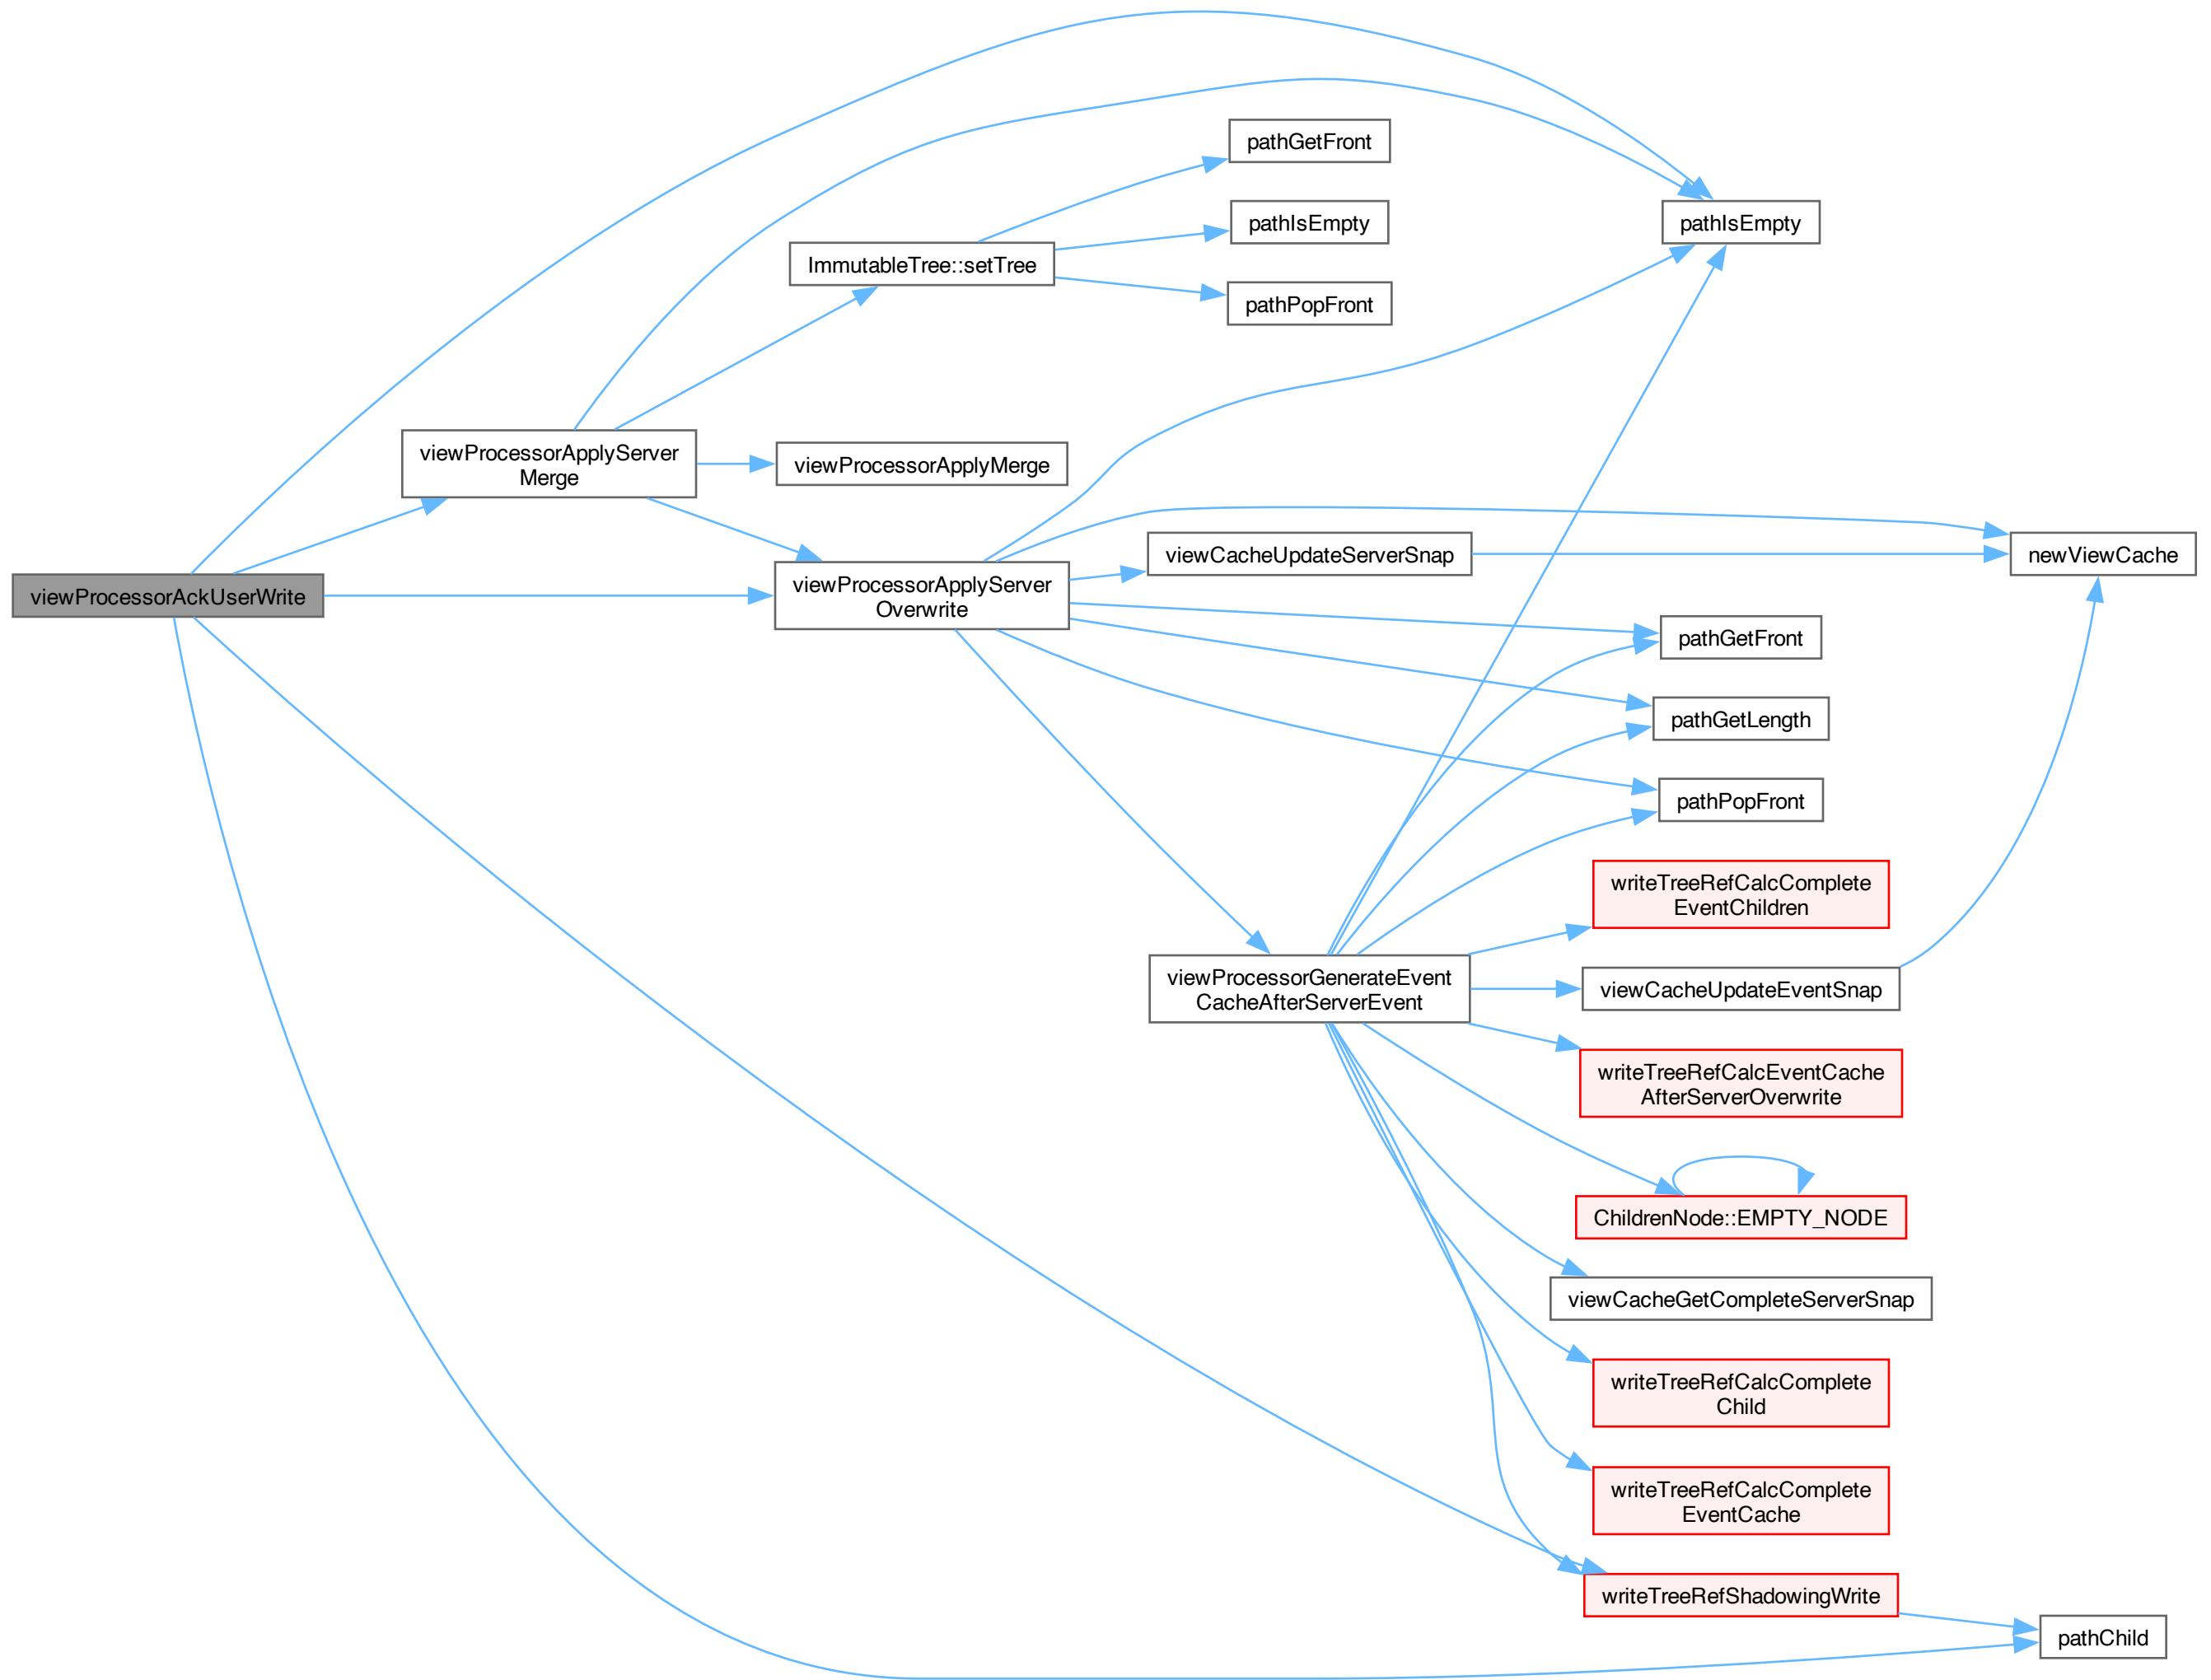 pathGetFront
pathIsEmpty
pathIsEmpty
ImmutableTree::setTree
pathPopFront
viewProcessorApplyServer
Merge
viewProcessorApplyMerge
viewProcessorAckUserWrite
viewProcessorApplyServer
Overwrite
viewCacheUpdateServerSnap
newViewCache
pathGetFront
pathGetLength
pathPopFront
writeTreeRefCalcComplete
EventChildren
viewProcessorGenerateEvent
CacheAfterServerEvent
viewCacheUpdateEventSnap
writeTreeRefCalcEventCache
AfterServerOverwrite
ChildrenNode::EMPTY_NODE
viewCacheGetCompleteServerSnap
writeTreeRefCalcComplete
Child
writeTreeRefCalcComplete
EventCache
writeTreeRefShadowingWrite
pathChild